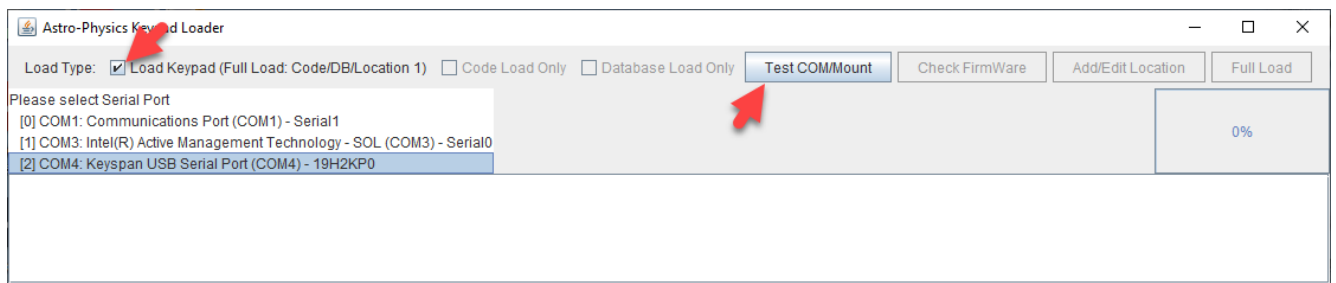 Astro-Physics Keypad Loader
Load Type: Load Keypad (Full Load: Code/DB/Location 1) Code Load Only Database Load Only Test COM/Mount Check FirmWare Add/Edit Location Full Load
Please select Serial Port
[0] COM1: Communications Port (COM1) - Serial1
[1] COM3: Intel(R) Active Management Technology - SOL (COM3) - Serial0
[2] COM4: Keyspan USB Serial Port (COM4) - 19H2KP0
0%